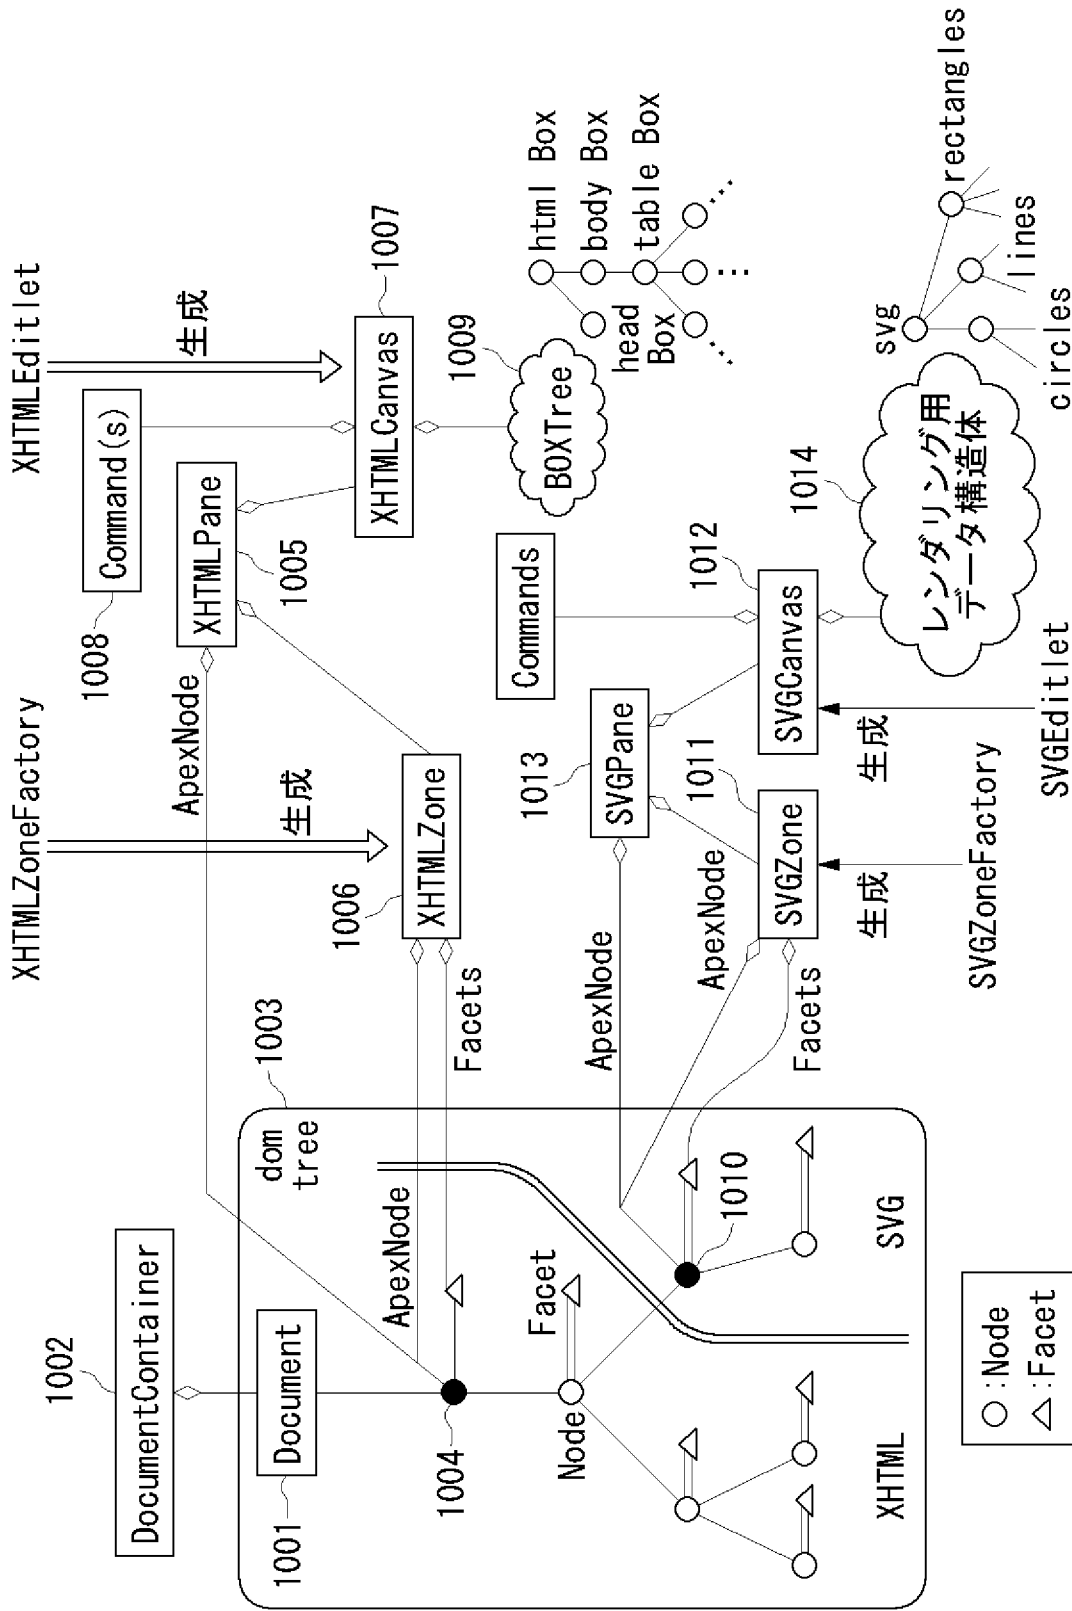 XHTMLZoneFactory
XHTMLEditlet
1002
DocumentContainer
1001
Document
dom
tree
1003
1004
ApexNode
ApexNode
Facets
Node
Facet
1010
XHTML
SVG
生成
1006
XHTMLZone
1008
Command(s)
XHTMLPane
1005
生成
XHTMLCanvas
1007
BOXTree
1009
html Box
head
Box
body Box
table Box
...
...
...
ApexNode
ApexNode
Facets
1013
SVGPane
SVGZone
1011
生成
SVGZoneFactory
Commands
SVGCanvas
1012
生成
SVGEditlet
レンダリング用
データ構造体
1014
svg
circles
lines
rectangles
:Node
:Facet